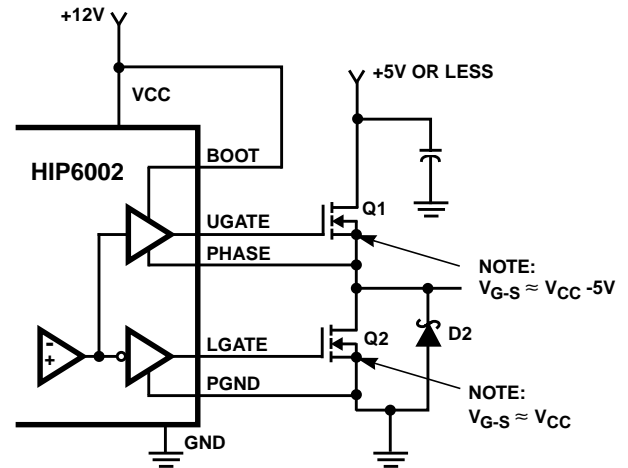 +12V
+5V OR LESS
VCC
BOOT
HIP6002
Q1
UGATE
PHASE
NOTE:
VG-S ≈ VCC -5V
-
+
LGATE
Q2
D2
PGND
NOTE:
VG-S ≈ VCC
GND